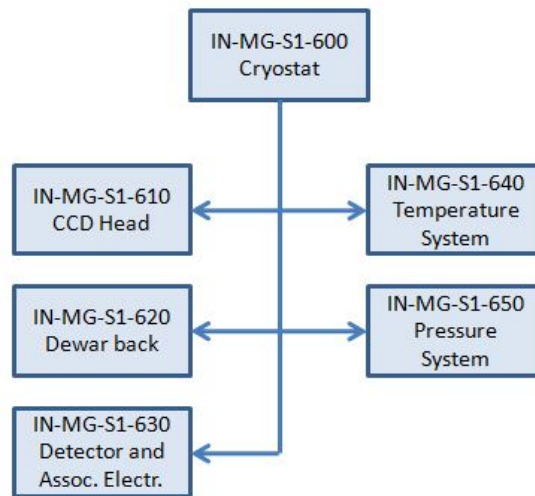 IN-MG-S1-600
Cryostat
IN-MG-S1-610
CCD Head
IN-MG-S1-640
Temperature
System
IN-MG-S1-620
Dewar back
IN-MG-S1-650
Pressure
System
IN-MG-S1-630
Detector and
Assoc. Electr.